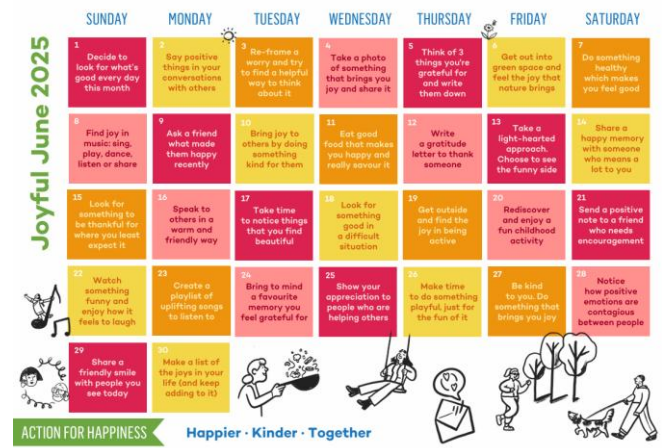 Joyful June 2025
SUNDAY MONDAY TUESDAY WEDNESDAY THURSDAY FRIDAY SATURDAY
1
Decide to
look for what's
good every day
this month
2
Say positive
things in your
conversations
with others
3
Re-frame a
worry and try
to find a helpful
way to think
about it
4
Take a photo
of something
that brings you
joy and share it
5
Think of 3
things you're
grateful for
and write
them down
6
Get out into
green space and
feel the joy that
nature brings
7
Do something
healthy
which makes
you feel good
8
Find joy in
music: sing,
play, dance,
listen or share
9
Ask a friend
what made
them happy
recently
10
Bring joy to
others by doing
something
kind for them
11
Eat good
food that makes
you happy and
really savour it
12
Write
a gratitude
letter to thank
someone
13
Take a
light-hearted
approach.
Choose to see
the funny side
14
Share a
happy memory
with someone
who means a
lot to you
15
Look for
something to
be thankful for
where you least
expect it
16
Speak to
others in a
warm and
friendly way
17
Take time
to notice things
that you find
beautiful
18
Look for
something
good in
a difficult
situation
19
Get outside
and find the
joy in being
active
20
Rediscover
and enjoy a
fun childhood
activity
21
Send a positive
note to a friend
who needs
encouragement
22
Watch
something
funny and
enjoy how it
feels to laugh
23
Create a
playlist of
uplifting songs
to listen to
24
Bring to mind
a favourite
memory you
feel grateful for
25
Show your
appreciation to
people who are
helping others
26
Make time
to do something
playful, just for
the fun of it
27
Be kind
to you. Do
something that
brings you joy
28
Notice
how positive
emotions are
contagious
between people
29
Share a
friendly smile
with people you
see today
30
Make a list of
the joys in your
life (and keep
adding to it)
ACTION FOR HAPPINESS
Happier · Kinder · Together